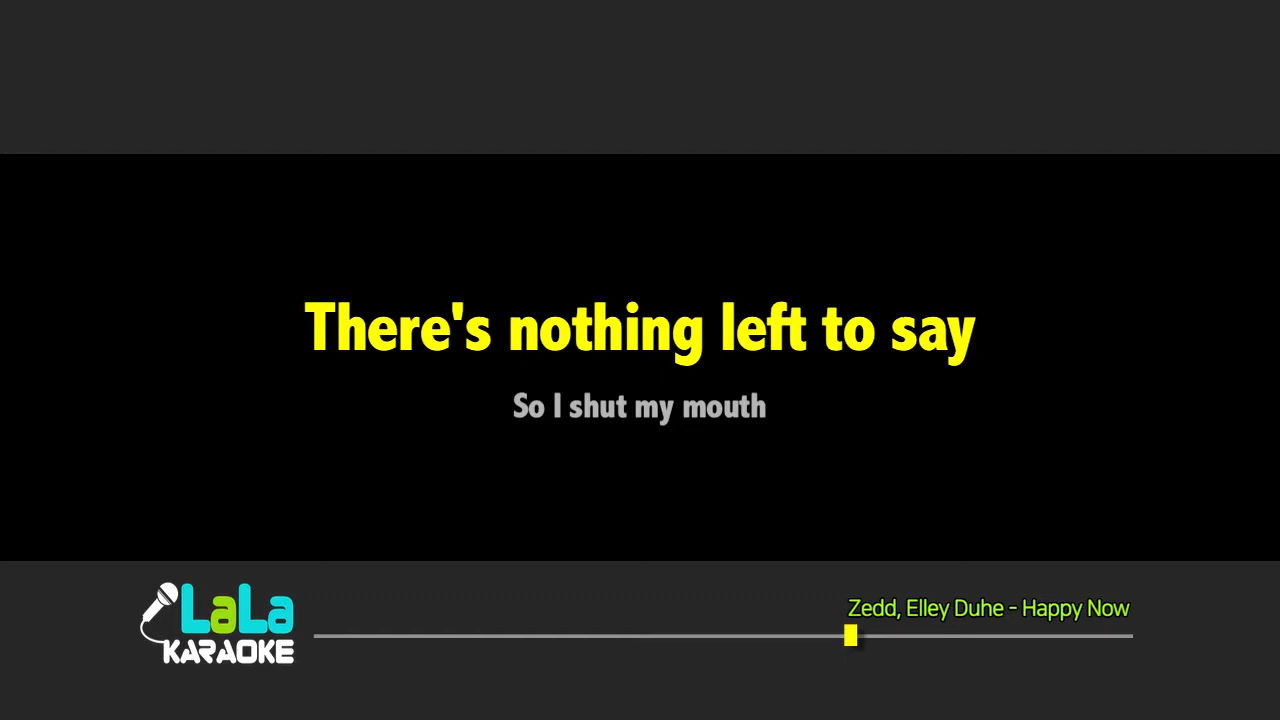 There's nothing left to say
So I shut my mouth
LaLa
KARAOKE
Zedd, Elley Duhe - Happy Now